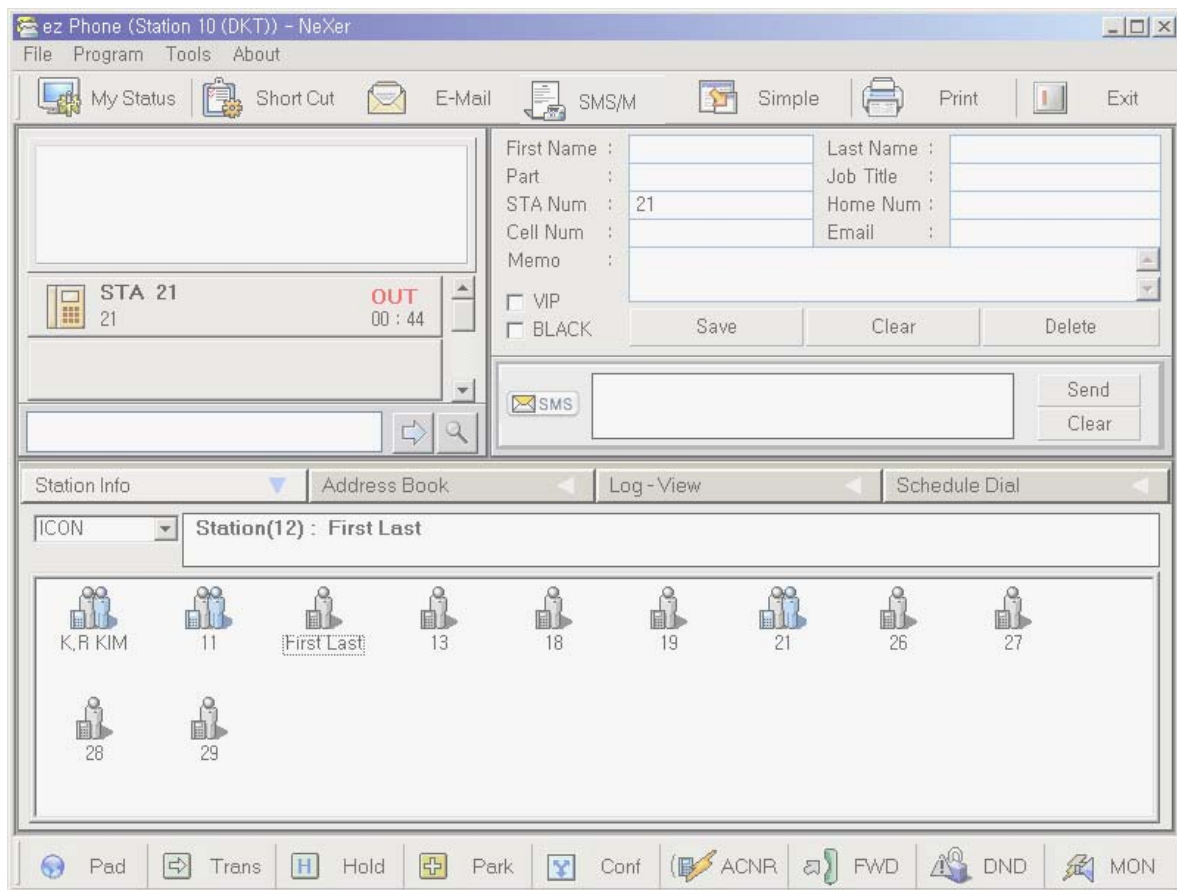 ez Phone (Station 10 (DKT)) - NeXer
File Program Tools About
My Status Short Cut E-Mail SMS/M Simple Print Exit
First Name : Last Name :
Part : Job Title :
STA Num : 21 Home Num :
Cell Num : Email :
Memo :
STA 21 OUT
21 00 : 44
VIP
BLACK Save Clear Delete
SMS Send
Clear
Station Info Address Book Log - View Schedule Dial
ICON Station(12) : First Last
K,R KIM 11 First Last 13 18 19 21 26 27
28 29
Pad Trans H Hold Park Conf ACNR FWD DND MON